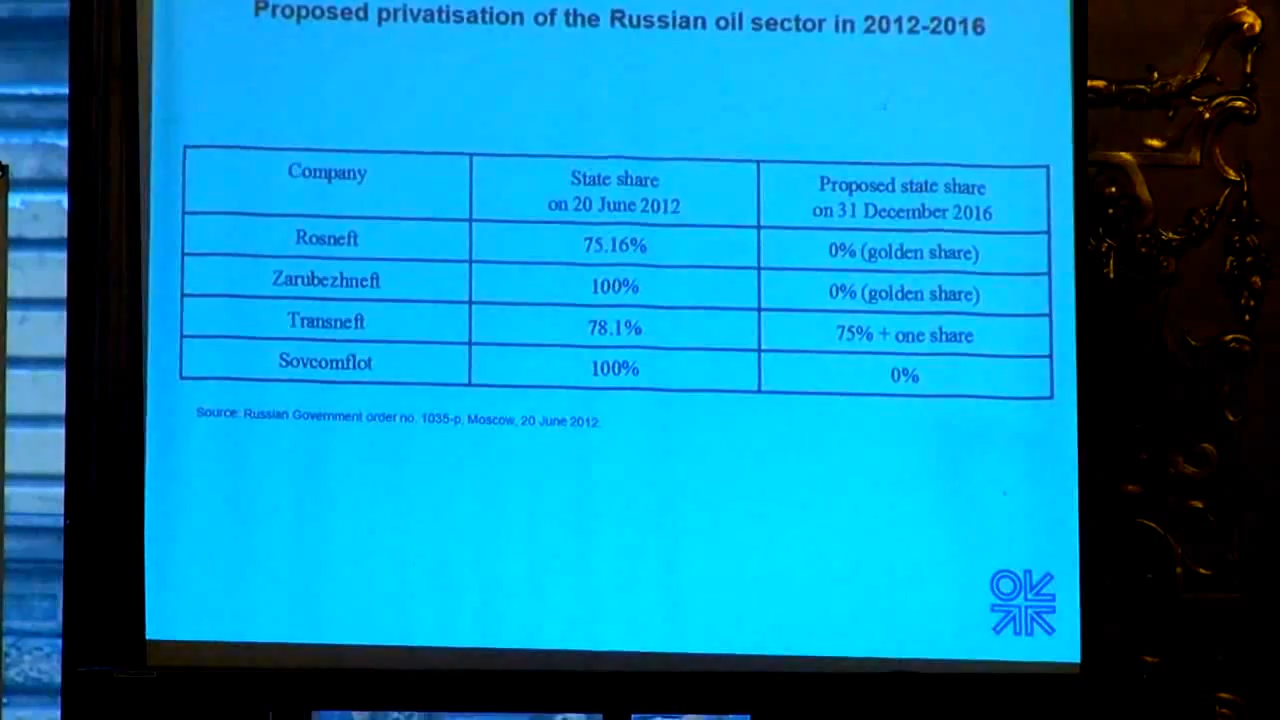 Proposed privatisation of the Russian oil sector in 2012-2016
Company
State share
on 20 June 2012
Proposed state share
on 31 December 2016
Rosneft
75.16%
0% (golden share)
Zarubezhneft
100%
0% (golden share)
Transneft
78.1%
75% + one share
Sovcomflot
100%
0%
Source: Russian Government order no. 1035-p, Moscow, 20 June 2012